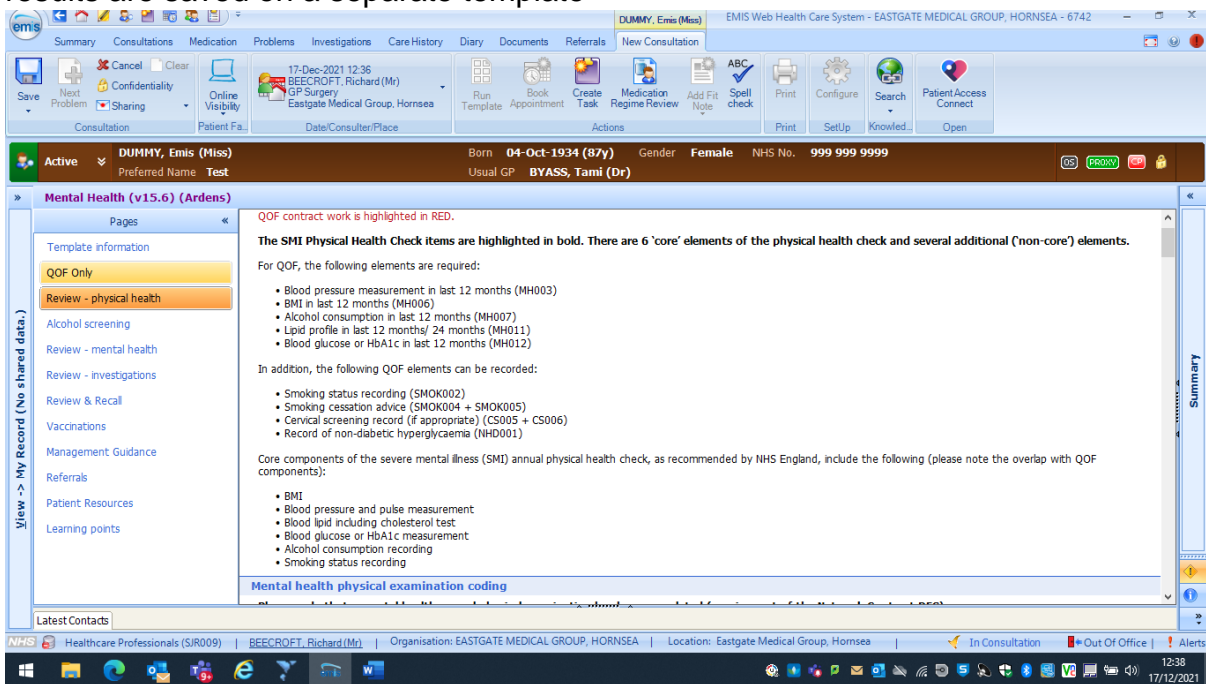 results are saved on a separate template
emis
DUMMY, Emis (Miss)
EMIS Web Health Care System - EASTGATE MEDICAL GROUP, HORNSEA - 6742
Summary Consultations Medication Problems Investigations Care History Diary Documents Referrals New Consultation
Save
Next Problem
Cancel Clear
Confidentiality
Sharing
Consultation
Online Visibility
Patient Fa...
17-Dec-2021 12:36
BEECROFT, Richard (Mr)
GP Surgery
Eastgate Medical Group, Hornsea
Date/Consulter/Place
Run Template
Book Appointment
Create Task
Medication Regime Review
Add Fit Note
ABC
Spell check
Actions
Print
Print
Configure
SetUp
Search
Knowled...
PatientAccess Connect
Open
Active
DUMMY, Emis (Miss)
Preferred Name Test
Born 04-Oct-1934 (87y) Gender Female NHS No. 999 999 9999
Usual GP BYASS, Tami (Dr)
OS PROXY CP
Mental Health (v15.6) (Ardens)
Pages
Template information
QOF Only
Review - physical health
Alcohol screening
Review - mental health
Review - investigations
Review & Recall
Vaccinations
Management Guidance
Referrals
Patient Resources
Learning points
View -> My Record (No shared data.)
QOF contract work is highlighted in RED.
The SMI Physical Health Check items are highlighted in bold. There are 6 'core' elements of the physical health check and several additional ('non-core') elements.
For QOF, the following elements are required:
• Blood pressure measurement in last 12 months (MH003)
• BMI in last 12 months (MH006)
• Alcohol consumption in last 12 months (MH007)
• Lipid profile in last 12 months/ 24 months (MH011)
• Blood glucose or HbA1c in last 12 months (MH012)
In addition, the following QOF elements can be recorded:
• Smoking status recording (SMOK002)
• Smoking cessation advice (SMOK004 + SMOK005)
• Cervical screening record (if appropriate) (CS005 + CS006)
• Record of non-diabetic hyperglycaemia (NHD001)
Core components of the severe mental illness (SMI) annual physical health check, as recommended by NHS England, include the following (please note the overlap with QOF
components):
• BMI
• Blood pressure and pulse measurement
• Blood lipid including cholesterol test
• Blood glucose or HbA1c measurement
• Alcohol consumption recording
• Smoking status recording
Mental health physical examination coding
Summary
Latest Contacts
NHS Healthcare Professionals (SJR009) | BEECROFT, Richard (Mr) | Organisation: EASTGATE MEDICAL GROUP, HORNSEA | Location: Eastgate Medical Group, Hornsea | In Consultation Out Of Office | Alerts
12:38
17/12/2021